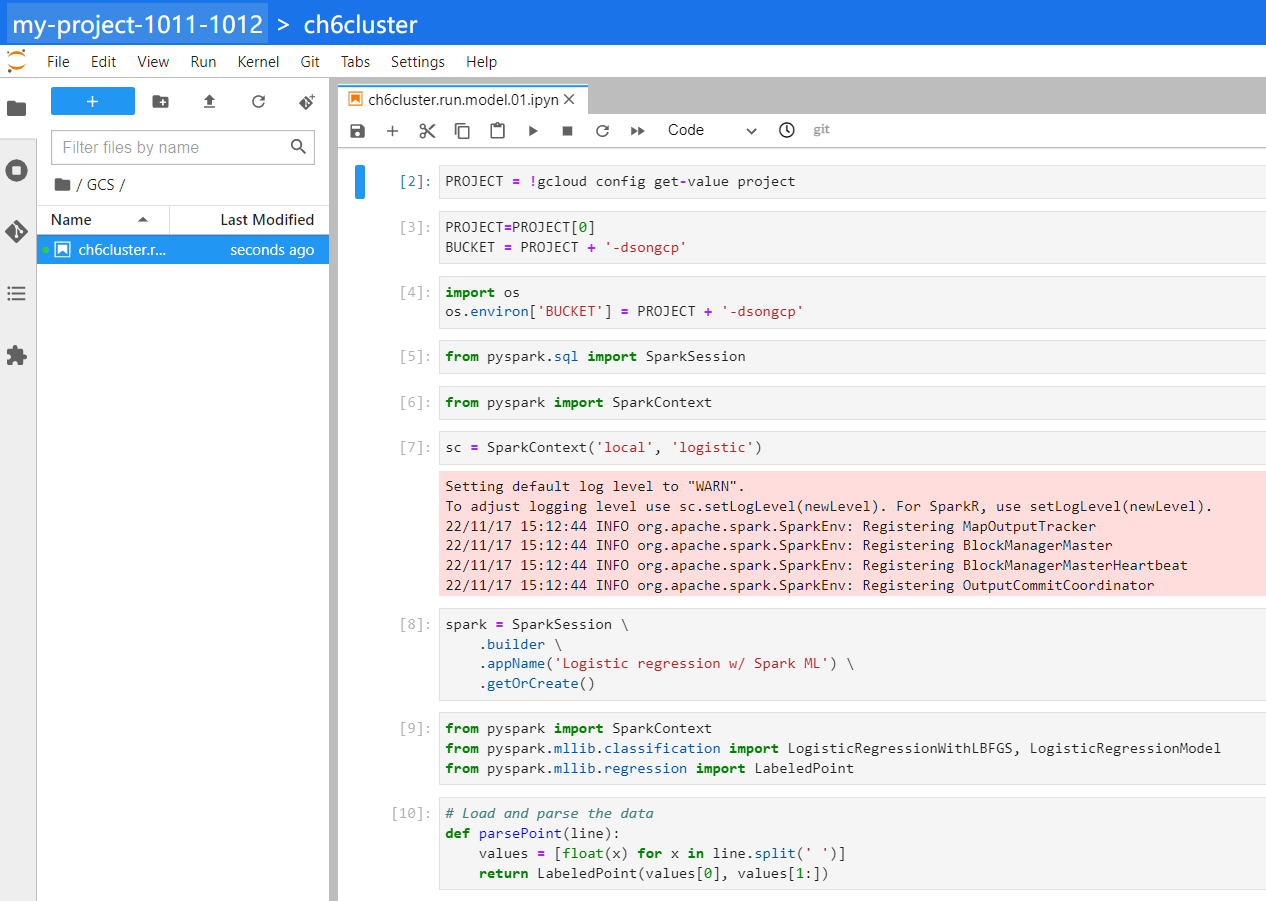 my-project-1011-1012 > ch6cluster
File Edit View Run Kernel Git Tabs Settings Help
ch6cluster.run.model.01.ipyn
Code
git
Filter files by name
/ GCS /
Name Last Modified
ch6cluster.r... seconds ago
[2]: PROJECT = !gcloud config get-value project
[3]: PROJECT=PROJECT[0]
BUCKET = PROJECT + '-dsongcp'
[4]: import os
os.environ['BUCKET'] = PROJECT + '-dsongcp'
[5]: from pyspark.sql import SparkSession
[6]: from pyspark import SparkContext
[7]: sc = SparkContext('local', 'logistic')
Setting default log level to "WARN".
To adjust logging level use sc.setLogLevel(newLevel). For SparkR, use setLogLevel(newLevel).
22/11/17 15:12:44 INFO org.apache.spark.SparkEnv: Registering MapOutputTracker
22/11/17 15:12:44 INFO org.apache.spark.SparkEnv: Registering BlockManagerMaster
22/11/17 15:12:44 INFO org.apache.spark.SparkEnv: Registering BlockManagerMasterHeartbeat
22/11/17 15:12:44 INFO org.apache.spark.SparkEnv: Registering OutputCommitCoordinator
[8]: spark = SparkSession \
    .builder \
    .appName('Logistic regression w/ Spark ML') \
    .getOrCreate()
[9]: from pyspark import SparkContext
from pyspark.mllib.classification import LogisticRegressionWithLBFGS, LogisticRegressionModel
from pyspark.mllib.regression import LabeledPoint
[10]: # Load and parse the data
def parsePoint(line):
    values = [float(x) for x in line.split(' ')]
    return LabeledPoint(values[0], values[1:])